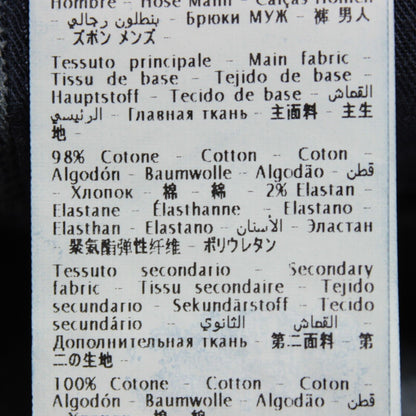 Hombre – Hose Mann – Calças Homem
– بنطلون رجالي – Брюки МУЖ – 裤 男人
– ズボン メンズ –
Tessuto principale – Main fabric –
Tissu de base – Tejido de base –
Hauptstoff – Tecido de base – القماش
الرئيسي – Главная ткань – 主面料 – 主生
地 –
98% Cotone – Cotton – Coton –
Algodón – Baumwolle – Algodão – قطن
– Хлопок – 棉 – 綿 – 2% Elastan –
Elastane – Élasthanne – Elastano –
Elasthan – Elastano – الأستان – Эластан
– 聚氨酯弹性纤维 – ポリウレタン
Tessuto secondario – Secondary
fabric – Tissu secondaire – Tejido
secundario – Sekundärstoff – Tecido
secundário – القماش الثانوي –
Дополнительная ткань – 第二面料 – 第
二の生地 –
100% Cotone – Cotton – Coton –
Algodón – Baumwolle – Algodão – قطن
– Хлопок – 棉 – 綿